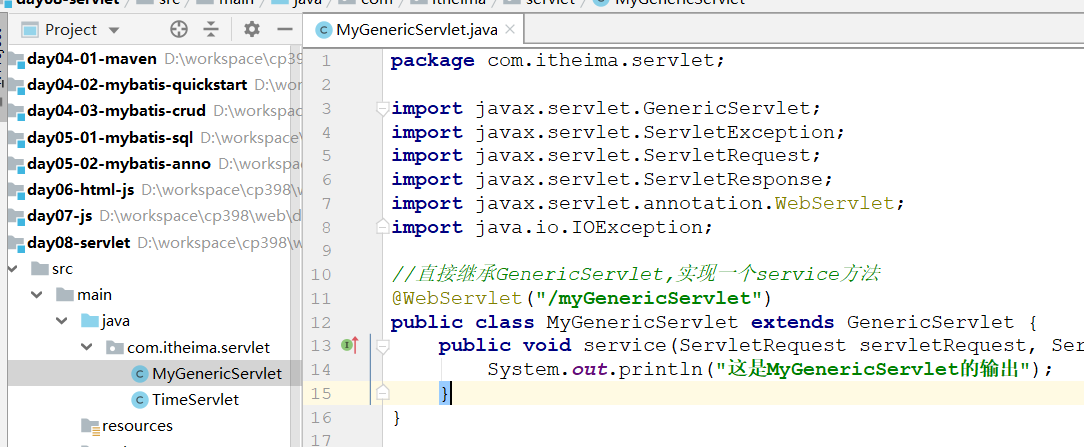 day08-servlet src main java com itheima servlet MyGenericServlet
Project
MyGenericServlet.java
day04-01-maven D:\workspace\cp3
day04-02-mybatis-quickstart
day04-03-mybatis-crud D:\work
day05-01-mybatis-sql D:\worksp
day05-02-mybatis-anno D:\work
day06-html-js D:\workspace\cp39
day07-js D:\workspace\cp398\web\d
day08-servlet D:\workspace\cp398\w
src
main
java
com.itheima.servlet
MyGenericServlet
TimeServlet
resources
1 package com.itheima.servlet;
2
3 import javax.servlet.GenericServlet;
4 import javax.servlet.ServletException;
5 import javax.servlet.ServletRequest;
6 import javax.servlet.ServletResponse;
7 import javax.servlet.annotation.WebServlet;
8 import java.io.IOException;
9
10 //直接继承GenericServlet,实现一个service方法
11 @WebServlet("/myGenericServlet")
12 public class MyGenericServlet extends GenericServlet {
13 public void service(ServletRequest servletRequest, Ser
14 System.out.println("这是MyGenericServlet的输出");
15 }
16 }
17